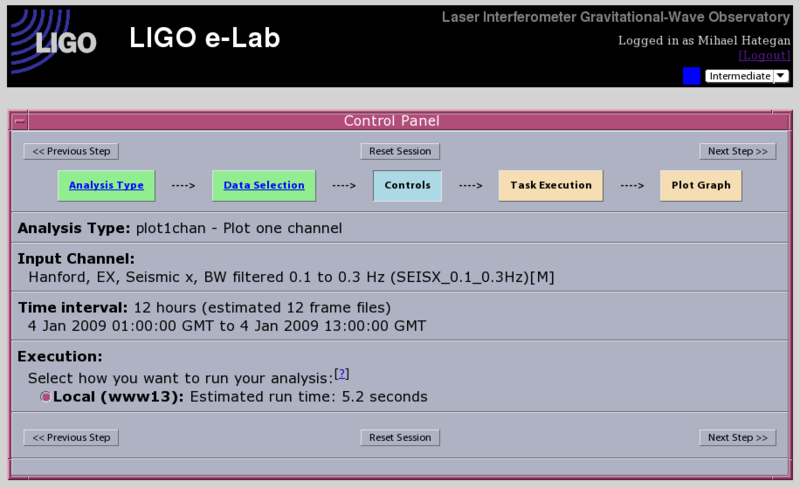 Laser Interferometer Gravitational-Wave Observatory
LIGO
LIGO e-Lab
Logged in as Mihael Hategan
[Logout]
Intermediate
Control Panel
<< Previous Step
Reset Session
Next Step >>
Analysis Type ----> Data Selection ----> Controls ----> Task Execution ----> Plot Graph
Analysis Type: plot1chan - Plot one channel
Input Channel:
Hanford, EX, Seismic x, BW filtered 0.1 to 0.3 Hz (SEISX_0.1_0.3Hz)[M]
Time interval: 12 hours (estimated 12 frame files)
4 Jan 2009 01:00:00 GMT to 4 Jan 2009 13:00:00 GMT
Execution:
Select how you want to run your analysis:[?]
Local (www13): Estimated run time: 5.2 seconds
<< Previous Step
Reset Session
Next Step >>